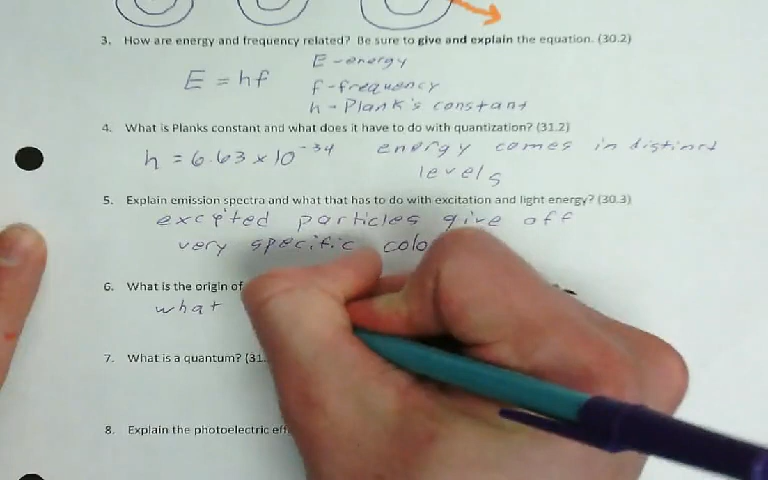 3. How are energy and frequency related? Be sure to give and explain the equation. (30.2)
E - energy
E = hf
f - frequency
h - Plank's constant
4. What is Planks constant and what does it have to do with quantization? (31.2)
h = 6.63 x 10^-34 energy comes in distinct
levels
5. Explain emission spectra and what that has to do with excitation and light energy? (30.3)
excited particles give off
very specific colo
6. What is the origin of
what
7. What is a quantum? (31.
8. Explain the photoelectric eff